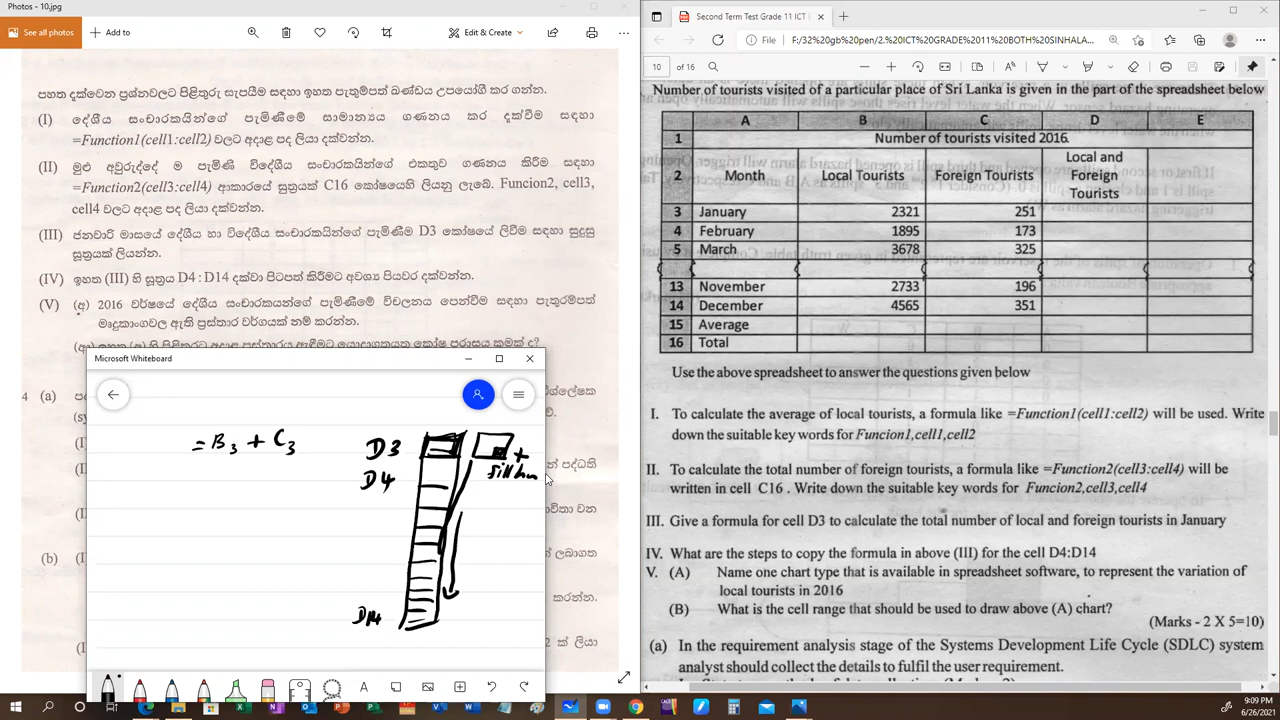 Photos - 10.jpg
See all photos
Add to
Edit & Create
පහත දැක්වෙන ප්‍රශ්නවලට පිළිතුරු සැපයීම සඳහා ඉහත පැතුම්පත් ඛණ්ඩය උපයෝගී කර ගන්න.
(I) දේශීය සංචාරකයින්ගේ පැමිණීමේ සාමාන්‍යය ගණනය කර දැක්වීම සඳහා
=Function1(cell1:cell2) වලට අදාළ පද ලියා දක්වන්න.
(II) මුළු අවුරුද්දේ ම පැමිණි විදේශීය සංචාරකයින්ගේ එකතුව ගණනය කිරීම සඳහා
=Function2(cell3:cell4) ආකාරයේ සූත්‍රයක් C16 කෝෂයෙහි ලියනු ලැබේ. Funcion2, cell3,
cell4 වලට අදාළ පද ලියා දක්වන්න.
(III) ජනවාරි මාසයේ දේශීය හා විදේශීය සංචාරකයින්ගේ පැමිණීම D3 කෝෂයේ ලිවීම සඳහා සුදුසු
සූත්‍රයක් ලියන්න.
(IV) ඉහත (III) හි සූත්‍රය D4 : D14 දක්වා පිටපත් කිරීමට අවශ්‍ය පියවර දක්වන්න.
(V) (අ) 2016 වර්ෂයේ දේශීය සංචාරකයන්ගේ පැමිණීමේ විචලනය පෙන්වීම සඳහා පැතුරුම්පත්
මෘදුකාංගවල ඇති ප්‍රස්තාර වර්ගයක් නම් කරන්න.
4 (a)
(b)
Microsoft Whiteboard
= B3 + C3
D3
D4
D14
+
Second Term Test Grade 11 ICT
File
F:/32%20gb%20pen/2.%20ICT%20GRADE%2011%20BOTH%20SINHALA...
10 of 16
Number of tourists visited of a particular place of Sri Lanka is given in the part of the spreadsheet below
A B C D E
1 Number of tourists visited 2016.
2 Month Local Tourists Foreign Tourists Local and Foreign Tourists
3 January 2321 251
4 February 1895 173
5 March 3678 325
13 November 2733 196
14 December 4565 351
15 Average
16 Total
Use the above spreadsheet to answer the questions given below
I. To calculate the average of local tourists, a formula like =Function1(cell1:cell2) will be used. Write
down the suitable key words for Funcion1,cell1,cell2
II. To calculate the total number of foreign tourists, a formula like =Function2(cell3:cell4) will be
written in cell C16 . Write down the suitable key words for Funcion2,cell3,cell4
III. Give a formula for cell D3 to calculate the total number of local and foreign tourists in January
IV. What are the steps to copy the formula in above (III) for the cell D4:D14
V. (A) Name one chart type that is available in spreadsheet software, to represent the variation of
local tourists in 2016
(B) What is the cell range that should be used to draw above (A) chart?
(Marks - 2 X 5=10)
(a) In the requirement analysis stage of the Systems Development Life Cycle (SDLC) system
analyst should collect the details to fulfil the user requirement.
9:09 PM
6/26/2021